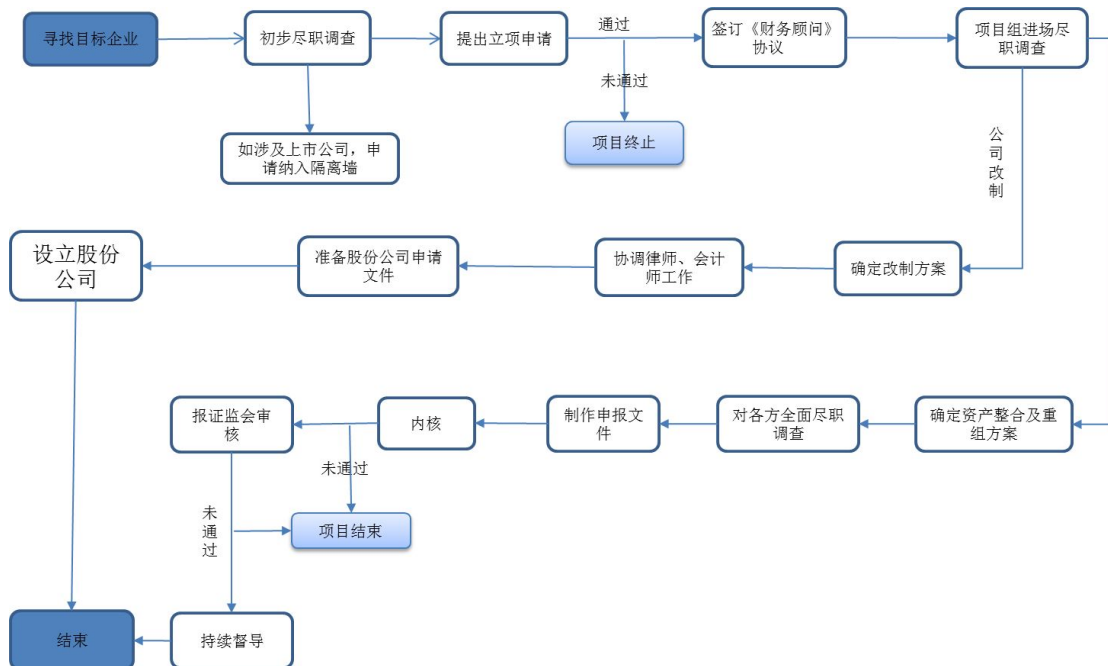 寻找目标企业
初步尽职调查
提出立项申请
通过
签订《财务顾问》
协议
项目组进场尽
职调查
未通过
如涉及上市公司，申
请纳入隔离墙
项目终止
公
司
改
制
设立股份
公司
准备股份公司申请
文件
协调律师、会计
师工作
确定改制方案
报证监会审
核
内核
制作申报文
件
对各方全面尽职
调查
确定资产整合及重
组方案
未通过
未
通
过
项目结束
结束
持续督导